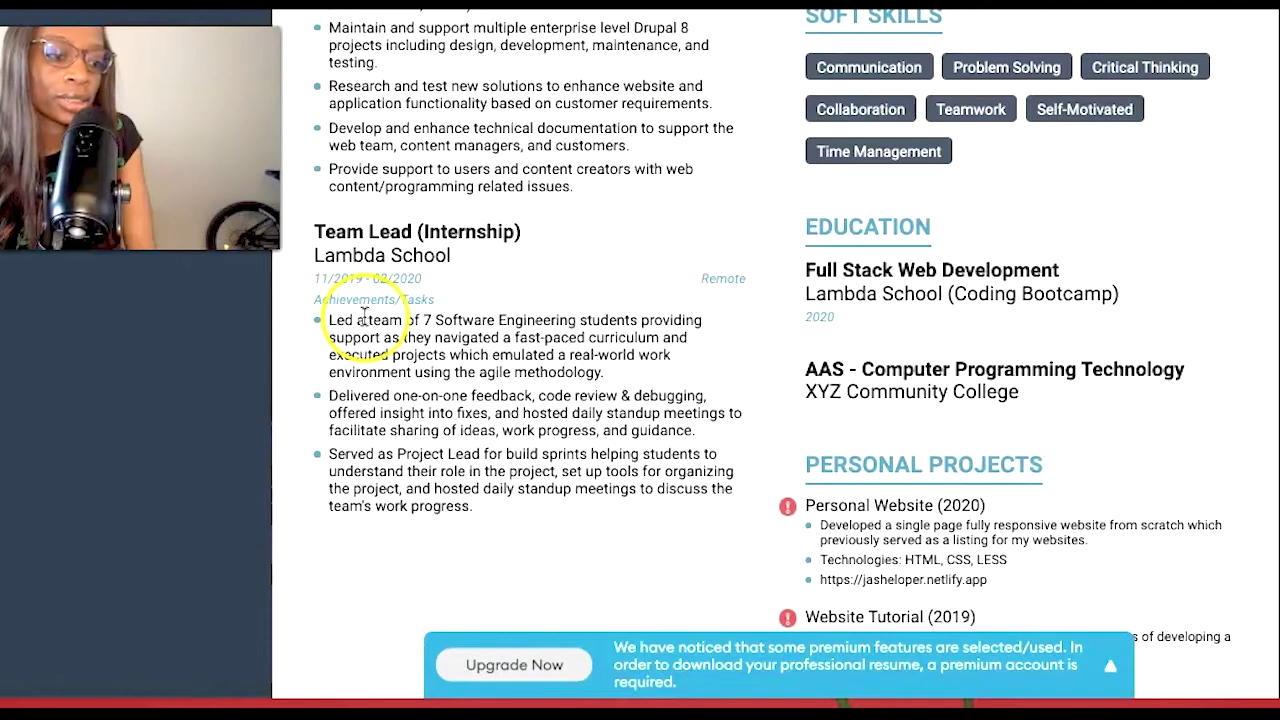 Maintain and support multiple enterprise level Drupal 8
projects including design, development, maintenance, and
testing.
Research and test new solutions to enhance website and
application functionality based on customer requirements.
Develop and enhance technical documentation to support the
web team, content managers, and customers.
Provide support to users and content creators with web
content/programming related issues.
Team Lead (Internship)
Lambda School
11/2019 - 02/2020
Remote
Achievements/Tasks
Led a team of 7 Software Engineering students providing
support as they navigated a fast-paced curriculum and
executed projects which emulated a real-world work
environment using the agile methodology.
Delivered one-on-one feedback, code review & debugging,
offered insight into fixes, and hosted daily standup meetings to
facilitate sharing of ideas, work progress, and guidance.
Served as Project Lead for build sprints helping students to
understand their role in the project, set up tools for organizing
the project, and hosted daily standup meetings to discuss the
team's work progress.
SOFT SKILLS
Communication Problem Solving Critical Thinking
Collaboration Teamwork Self-Motivated
Time Management
EDUCATION
Full Stack Web Development
Lambda School (Coding Bootcamp)
2020
AAS - Computer Programming Technology
XYZ Community College
PERSONAL PROJECTS
Personal Website (2020)
Developed a single page fully responsive website from scratch which
previously served as a listing for my websites.
Technologies: HTML, CSS, LESS
https://jasheloper.netlify.app
Website Tutorial (2019)
s of developing a
Upgrade Now
We have noticed that some premium features are selected/used. In
order to download your professional resume, a premium account is
required.